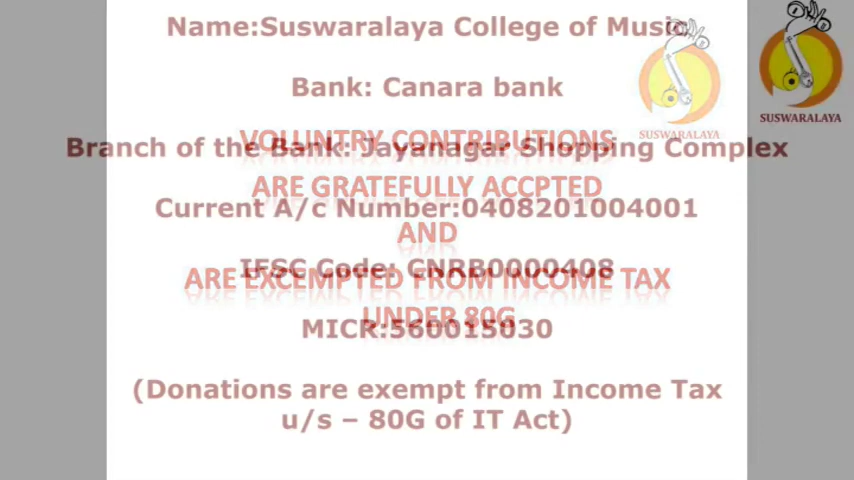 Name:Suswaralaya College of Music
SUSWARALAYA
Bank: Canara bank
SUSWARALAYA
VOLUNTRY CONTRIBUTIONS
Branch of the Bank: Jayanagar Shopping Complex
ARE GRATEFULLY ACCPTED
Current A/c Number:0408201004001
AND
IFSC Code: CNRB0000408
ARE EXCEMPTED FROM INCOME TAX
UNDER 80G
MICR:560015030
(Donations are exempt from Income Tax
u/s – 80G of IT Act)